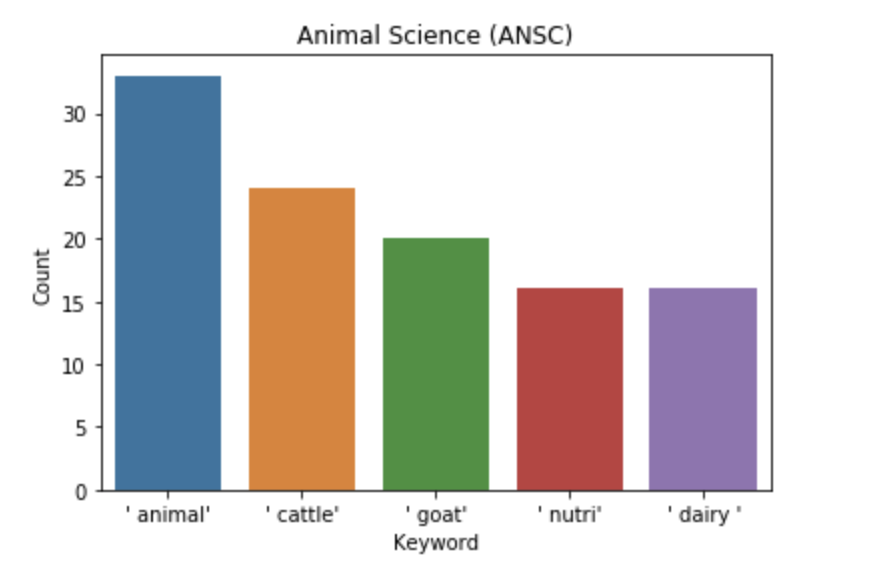 Animal Science (ANSC)
30
25
20
15
10
5
0
Count
' animal' ' cattle' ' goat' ' nutri' ' dairy '
Keyword